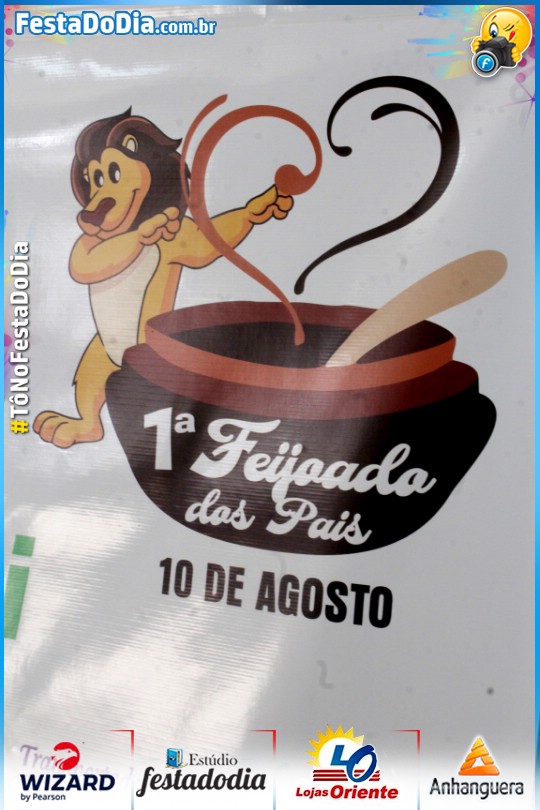 FestaDoDia.com.br
#TôNoFestaDoDia
1ª Feijoada
dos Pais
10 DE AGOSTO
WIZARD
by Pearson
Estúdio
festadodia
LO
Lojas Oriente
Anhanguera